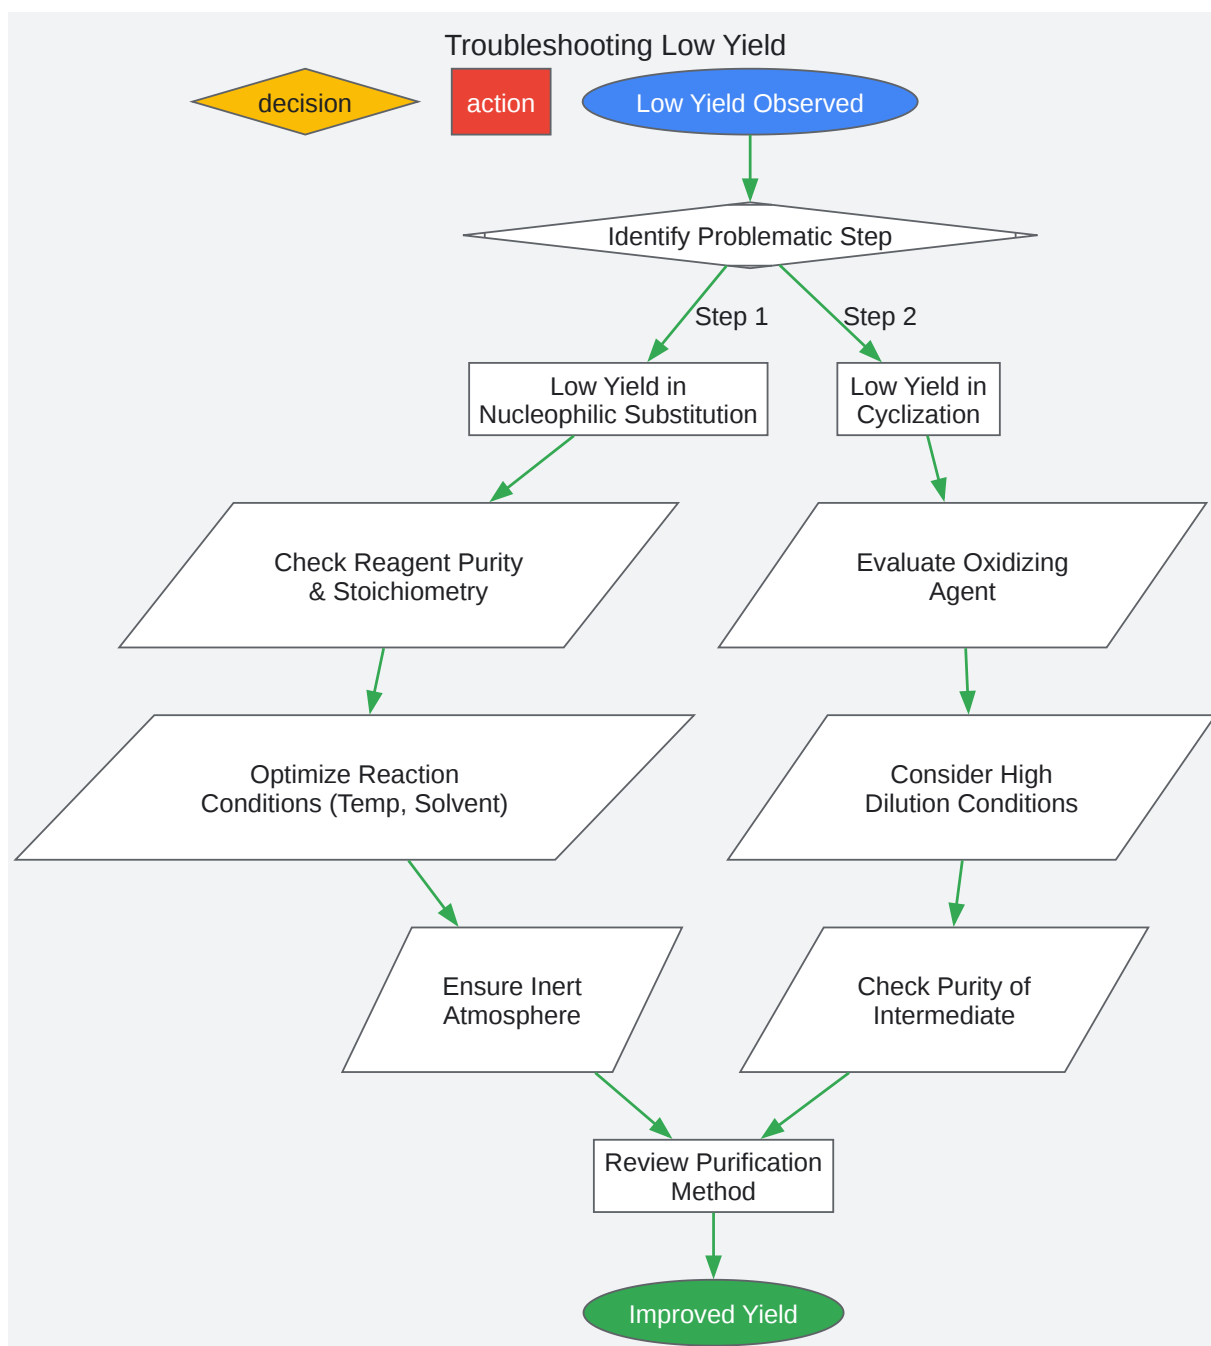 Troubleshooting Low Yield
decision
action
Low Yield Observed
Identify Problematic Step
Step 1
Step 2
Low Yield in
Nucleophilic Substitution
Low Yield in
Cyclization
Check Reagent Purity
& Stoichiometry
Evaluate Oxidizing
Agent
Optimize Reaction
Conditions (Temp, Solvent)
Consider High
Dilution Conditions
Ensure Inert
Atmosphere
Check Purity of
Intermediate
Review Purification
Method
Improved Yield